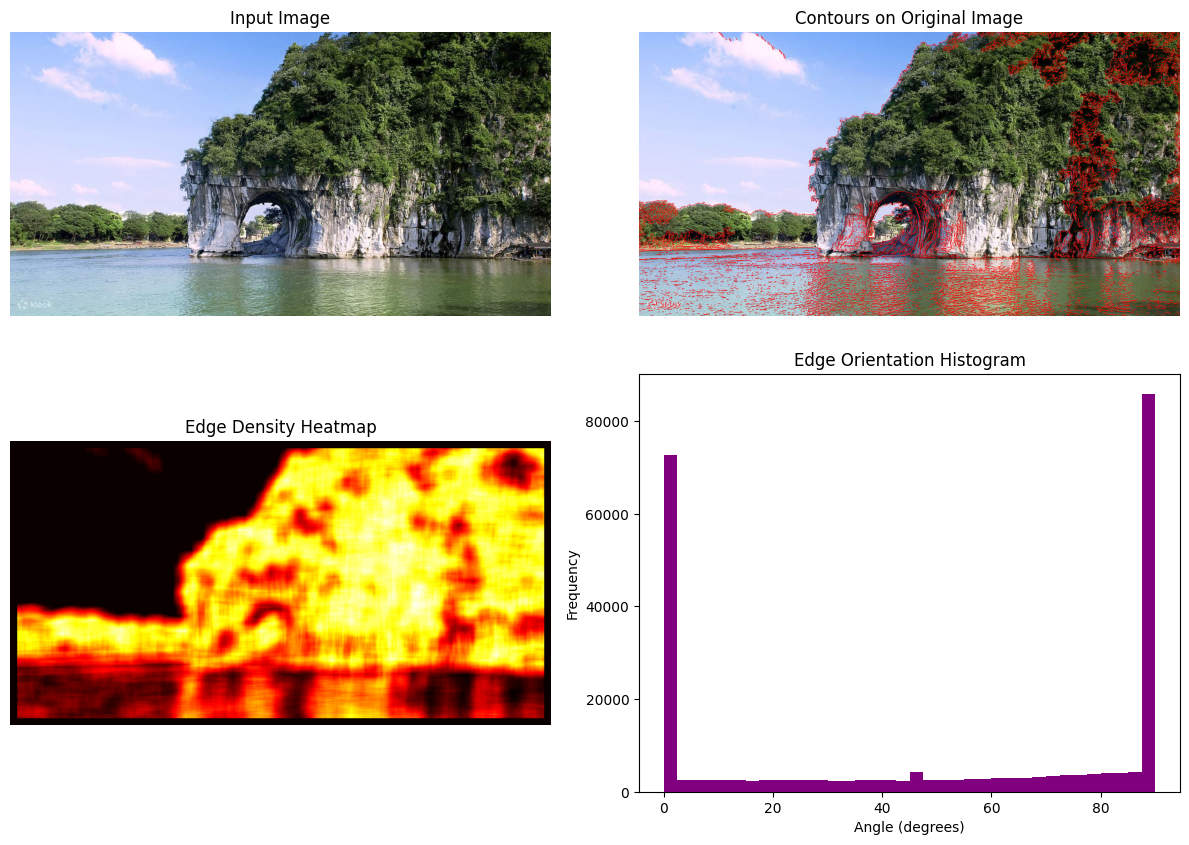 Input Image
Contours on Original Image
klook
Edge Density Heatmap
Edge Orientation Histogram
Frequency
80000
60000
40000
20000
0
0 20 40 60 80
Angle (degrees)